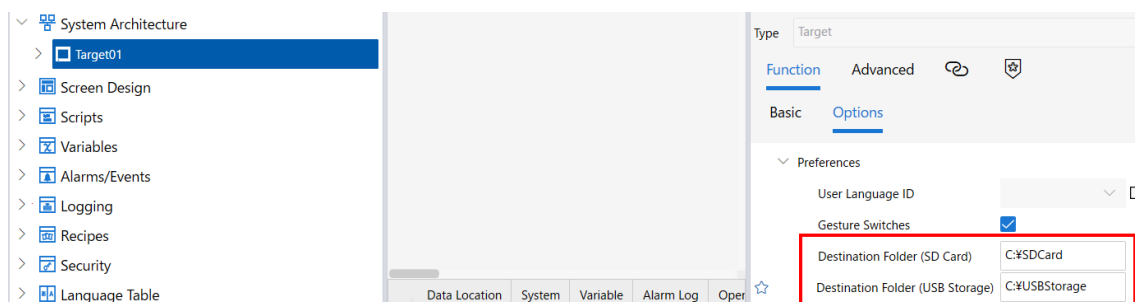 System Architecture
Target01
Screen Design
Scripts
Variables
Alarms/Events
Logging
Recipes
Security
Language Table
Data Location System Variable Alarm Log Oper
Type Target
Function Advanced
Basic Options
Preferences
User Language ID
Gesture Switches
Destination Folder (SD Card) C:¥SDCard
Destination Folder (USB Storage) C:¥USBStorage